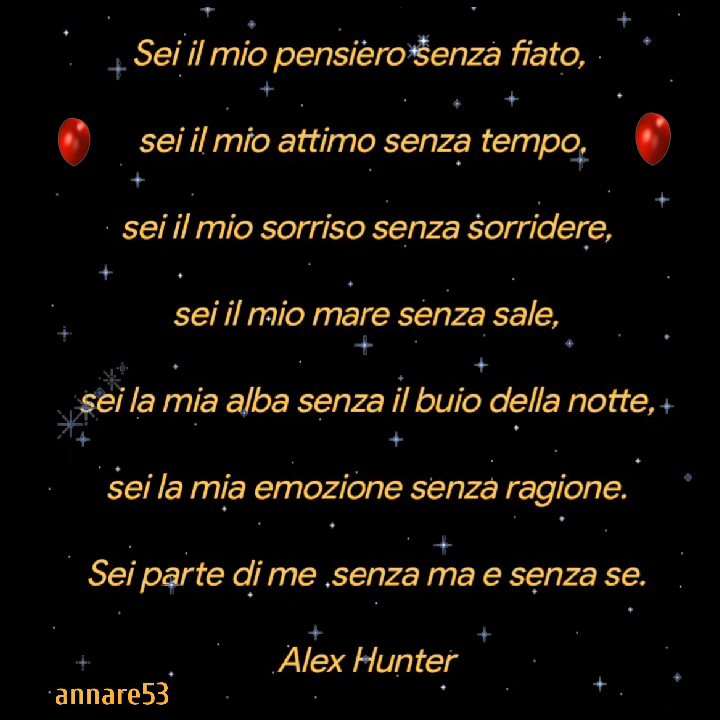 Sei il mio pensiero senza fiato,
sei il mio attimo senza tempo,
sei il mio sorriso senza sorridere,
sei il mio mare senza sale,
sei la mia alba senza il buio della notte,
sei la mia emozione senza ragione.
Sei parte di me senza ma e senza se.
Alex Hunter
annare53